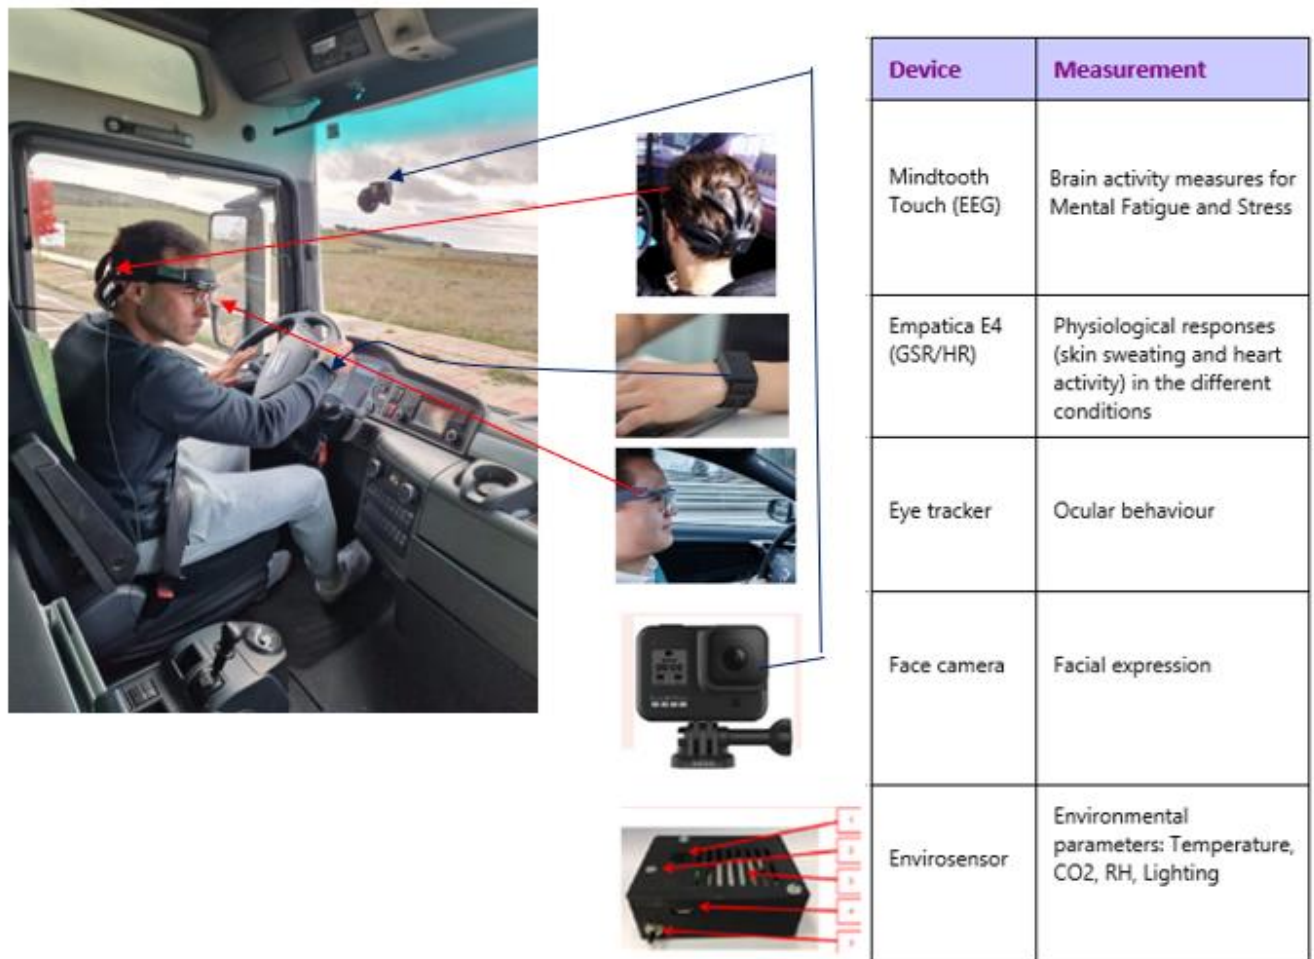 Device
Measurement
Mindtooth
Touch (EEG)
Brain activity measures for
Mental Fatigue and Stress
Empatica E4
(GSR/HR)
Physiological responses
(skin sweating and heart
activity) in the different
conditions
Eye tracker
Ocular behaviour
Face camera
Facial expression
Envirosensor
Environmental
parameters: Temperature,
CO2, RH, Lighting